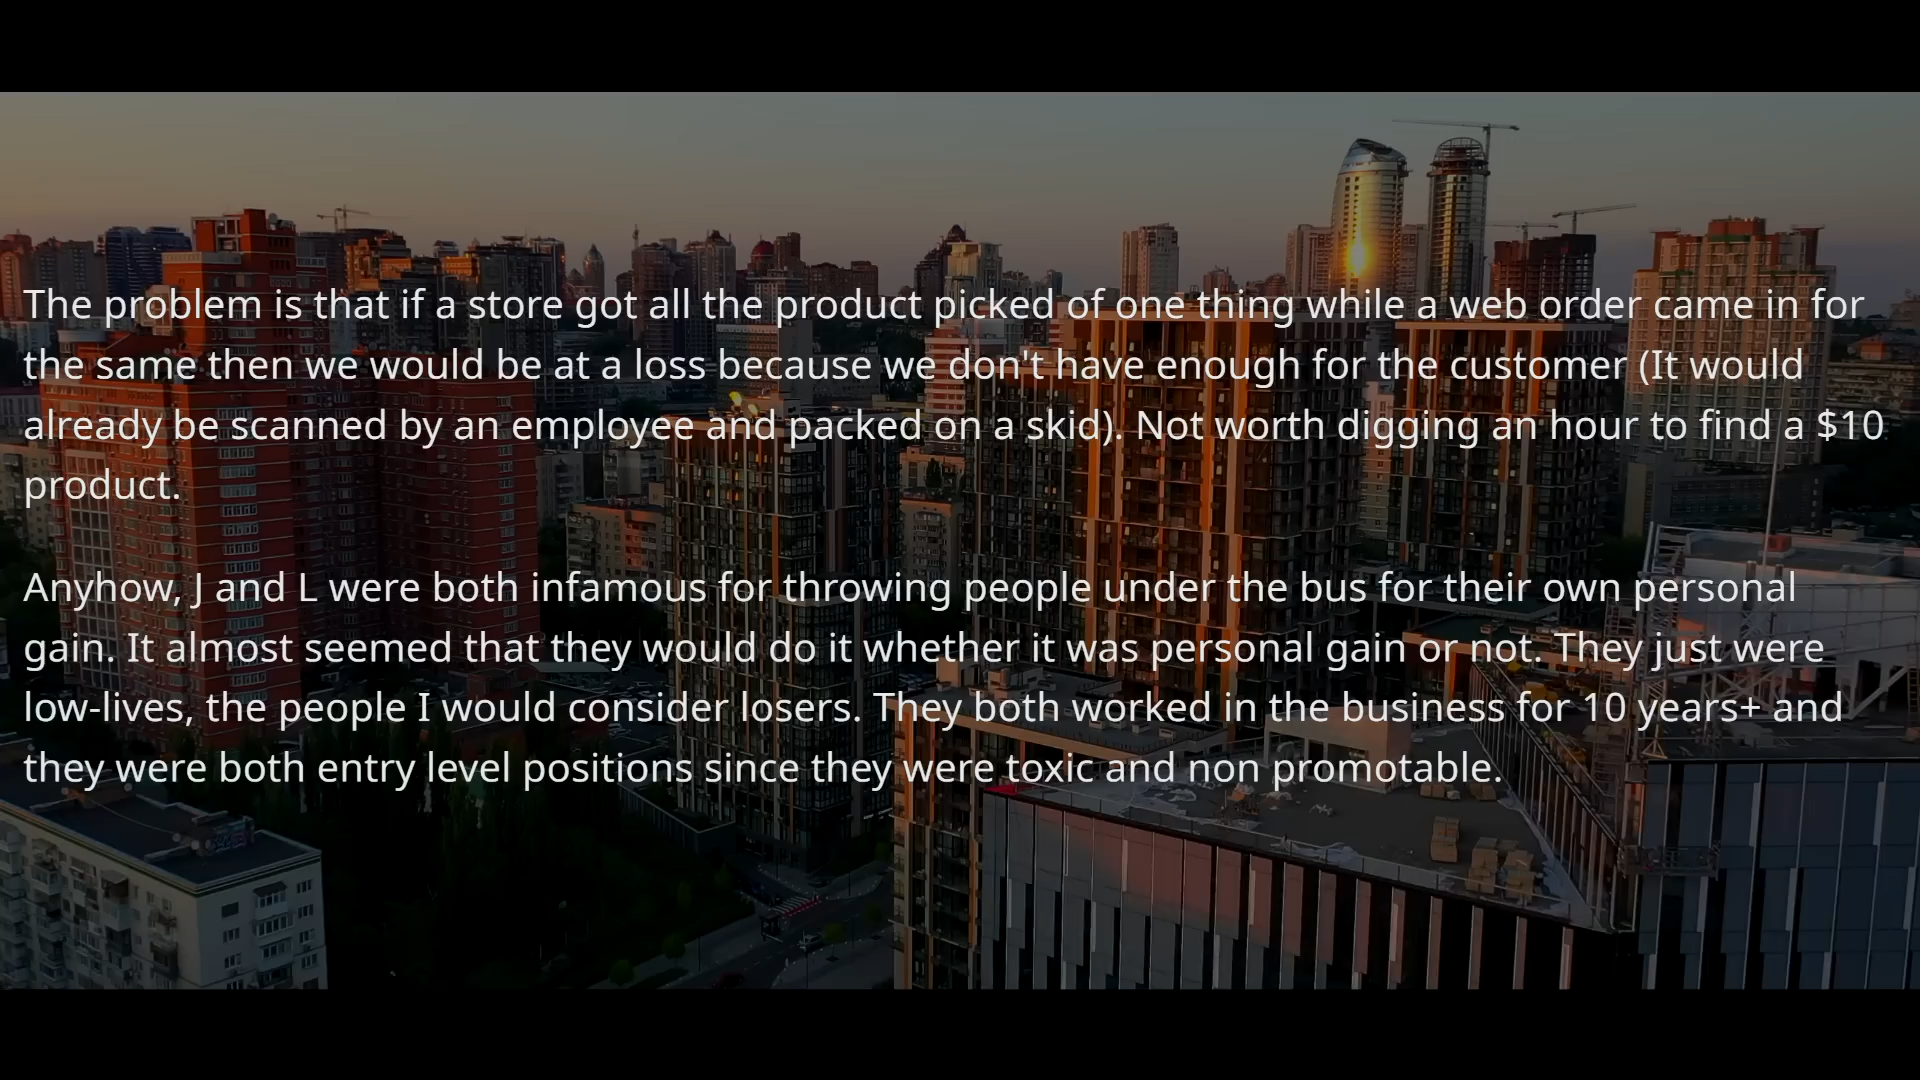 The problem is that if a store got all the product picked of one thing while a web order came in for
the same then we would be at a loss because we don't have enough for the customer (It would
already be scanned by an employee and packed on a skid). Not worth digging an hour to find a $10
product.
Anyhow, J and L were both infamous for throwing people under the bus for their own personal
gain. It almost seemed that they would do it whether it was personal gain or not. They just were
low-lives, the people I would consider losers. They both worked in the business for 10 years+ and
they were both entry level positions since they were toxic and non promotable.